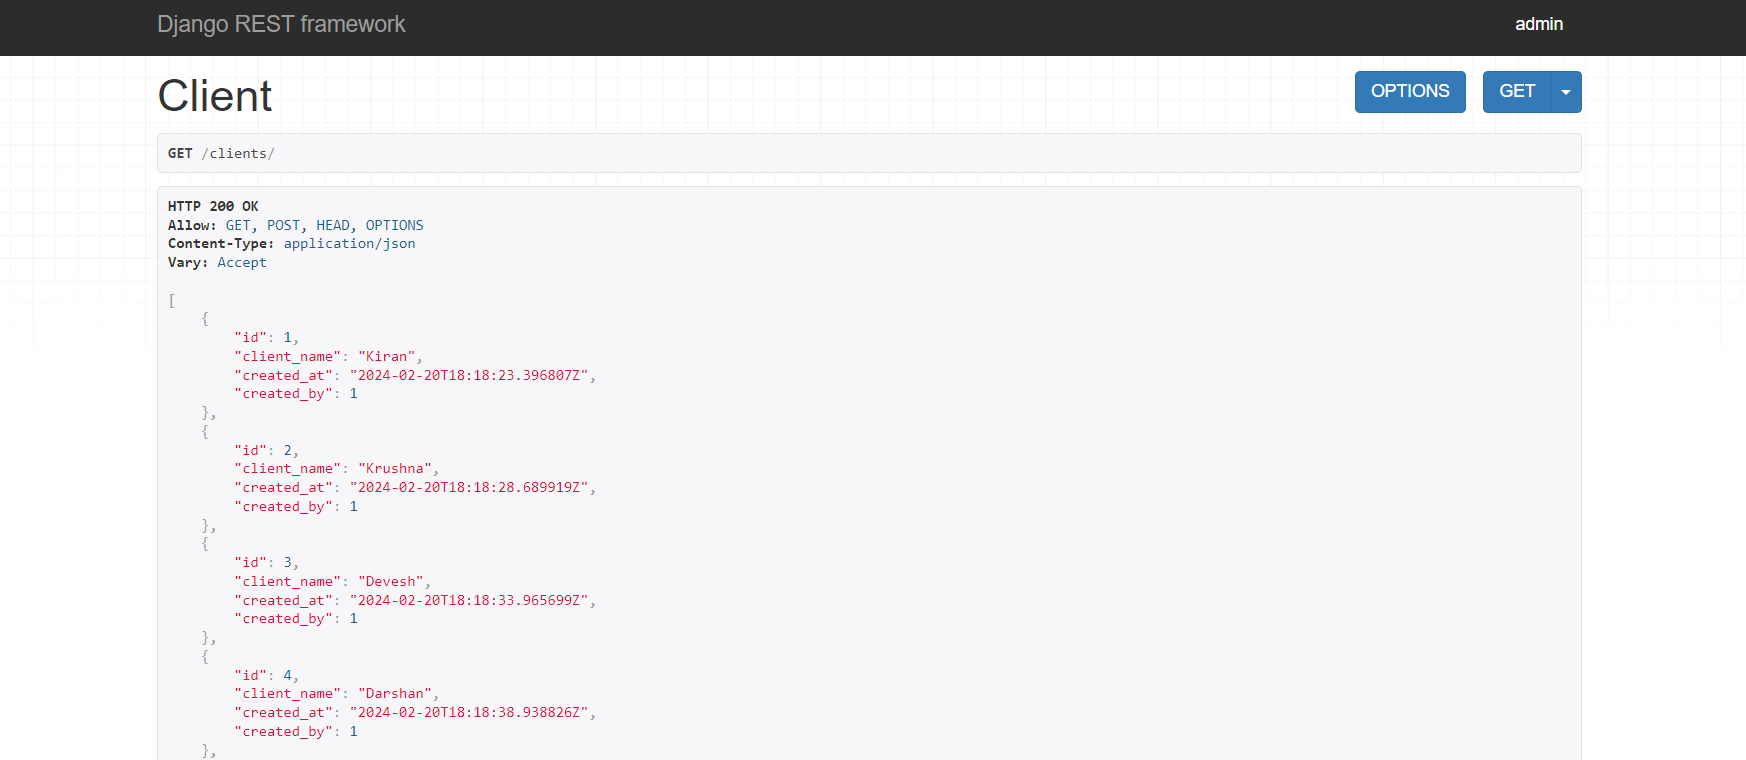 Django REST framework
admin
Client
OPTIONS
GET
GET /clients/
HTTP 200 OK
Allow: GET, POST, HEAD, OPTIONS
Content-Type: application/json
Vary: Accept
[
    {
        "id": 1,
        "client_name": "Kiran",
        "created_at": "2024-02-20T18:18:23.396807Z",
        "created_by": 1
    },
    {
        "id": 2,
        "client_name": "Krushna",
        "created_at": "2024-02-20T18:18:28.689919Z",
        "created_by": 1
    },
    {
        "id": 3,
        "client_name": "Devesh",
        "created_at": "2024-02-20T18:18:33.965699Z",
        "created_by": 1
    },
    {
        "id": 4,
        "client_name": "Darshan",
        "created_at": "2024-02-20T18:18:38.938826Z",
        "created_by": 1
    },